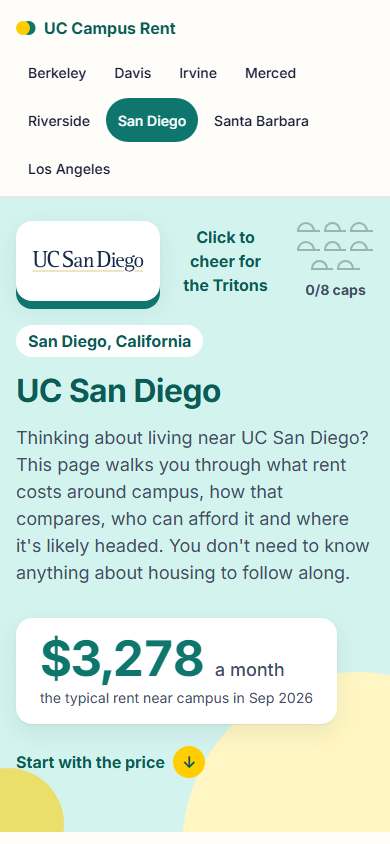 UC Campus Rent
Berkeley Davis Irvine Merced
Riverside San Diego Santa Barbara
Los Angeles
UC San Diego
Click to
cheer for
the Tritons
0/8 caps
San Diego, California
UC San Diego
Thinking about living near UC San Diego?
This page walks you through what rent
costs around campus, how that
compares, who can afford it and where
it's likely headed. You don't need to know
anything about housing to follow along.
$3,278 a month
the typical rent near campus in Sep 2026
Start with the price